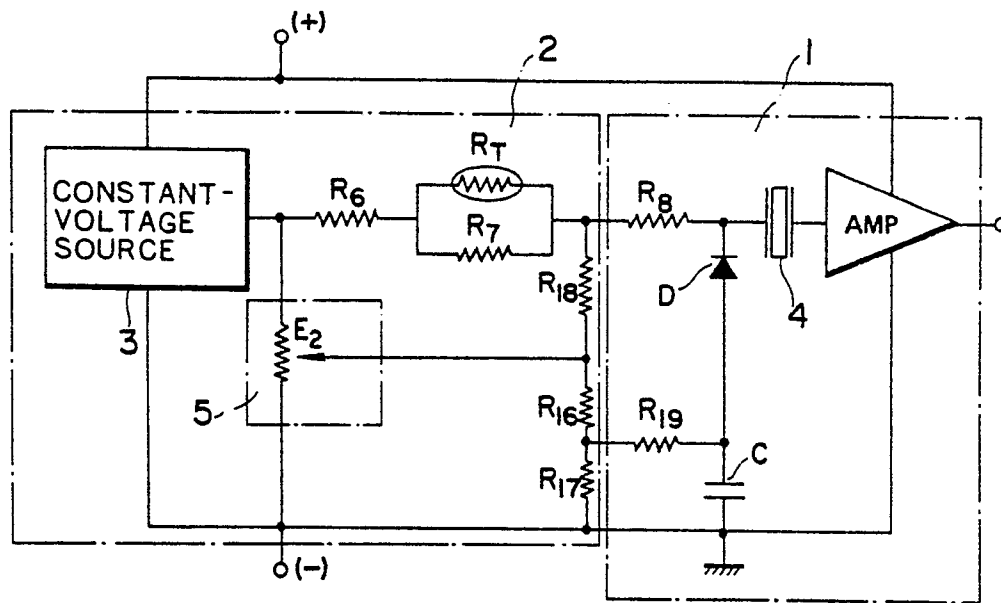 (+)
2
1
CONSTANT-
VOLTAGE
SOURCE
R6
RT
R7
R8
AMP
D
4
3
R18
E2
5
R16
R19
R17
C
(-)